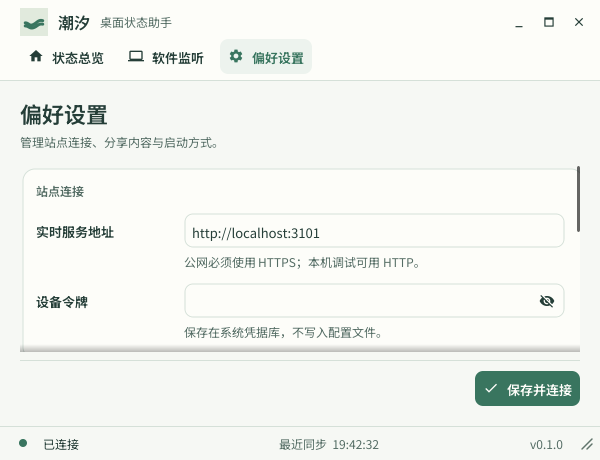 潮汐 桌面状态助手
状态总览 软件监听 偏好设置
偏好设置
管理站点连接、分享内容与启动方式。
站点连接
实时服务地址 http://localhost:3101
公网必须使用 HTTPS；本机调试可用 HTTP。
设备令牌
保存在系统凭据库，不写入配置文件。
保存并连接
已连接 最近同步 19:42:32 v0.1.0